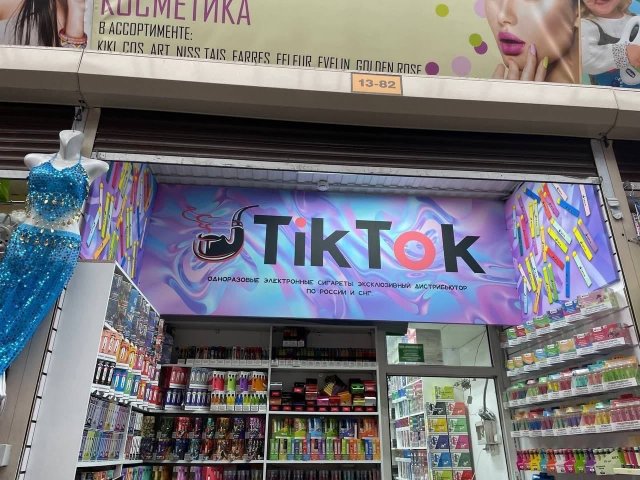 КОСМЕТИКА
В АССОРТИМЕНТЕ:
KIKI, COS, ART, NISS, TAIS, FARRES, FFLEUR, EVELIN, GOLDEN ROSE
13-82
TikTok
ОДНОРАЗОВЫЕ ЭЛЕКТРОННЫЕ СИГАРЕТЫ ЭКСКЛЮЗИВНЫЙ ДИСТРИБЬЮТОР
ПО РОССИИ И СНГ